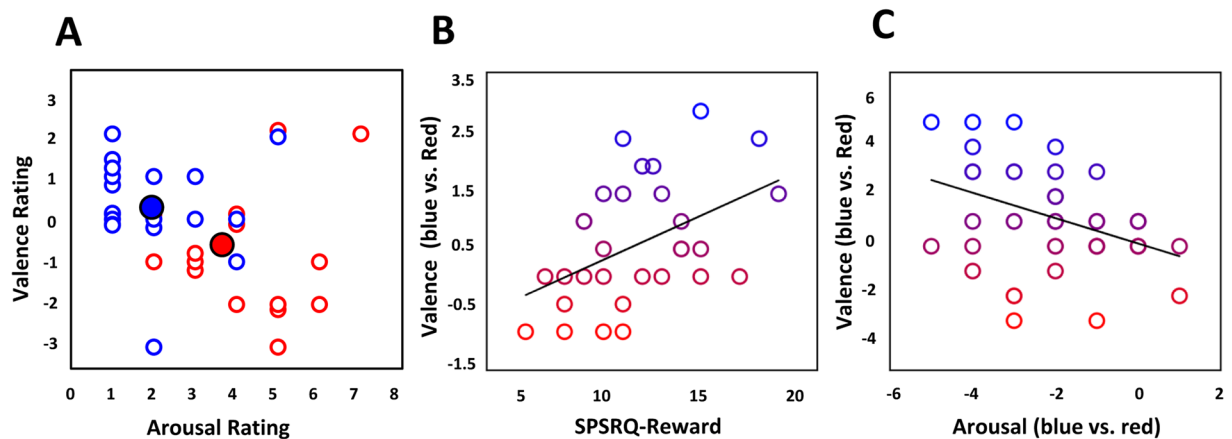 A
Valence Rating
3
2
1
0
-1
-2
-3
0 1 2 3 4 5 6 7 8
Arousal Rating
B
Valence (blue vs. Red)
3.5
2.5
1.5
0.5
-0.5
-1.5
5 10 15 20
SPSRQ-Reward
C
Valence (blue vs. Red)
6
4
2
0
-2
-4
-6 -4 -2 0 2
Arousal (blue vs. red)